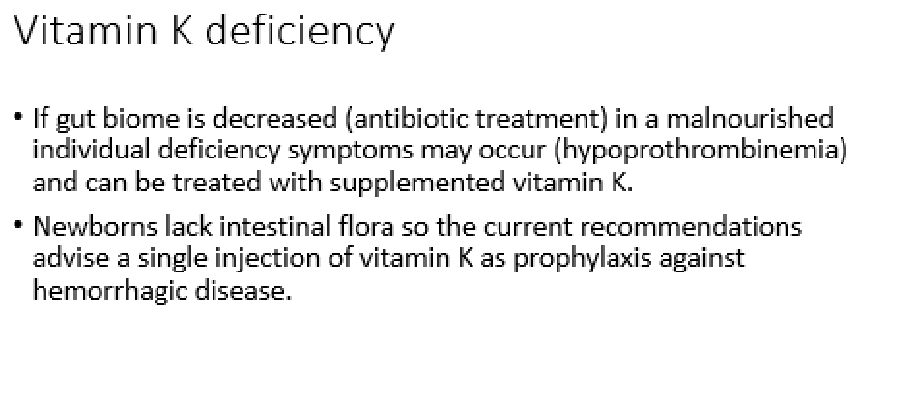 Vitamin K deficiency
• If gut biome is decreased (antibiotic treatment) in a malnourished
individual deficiency symptoms may occur (hypoprothrombinemia)
and can be treated with supplemented vitamin K.
• Newborns lack intestinal flora so the current recommendations
advise a single injection of vitamin K as prophylaxis against
hemorrhagic disease.